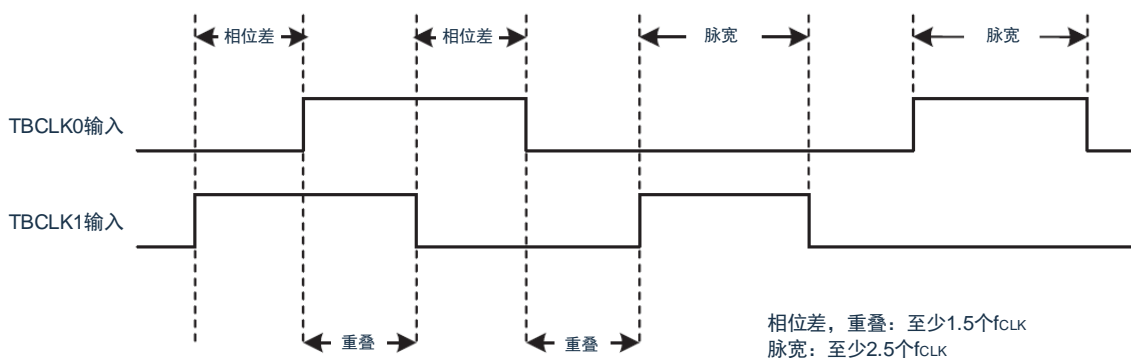 相位差 相位差 脉宽 脉宽
TBCLK0输入
TBCLK1输入
重叠 重叠
相位差，重叠：至少1.5个fCLK
脉宽：至少2.5个fCLK